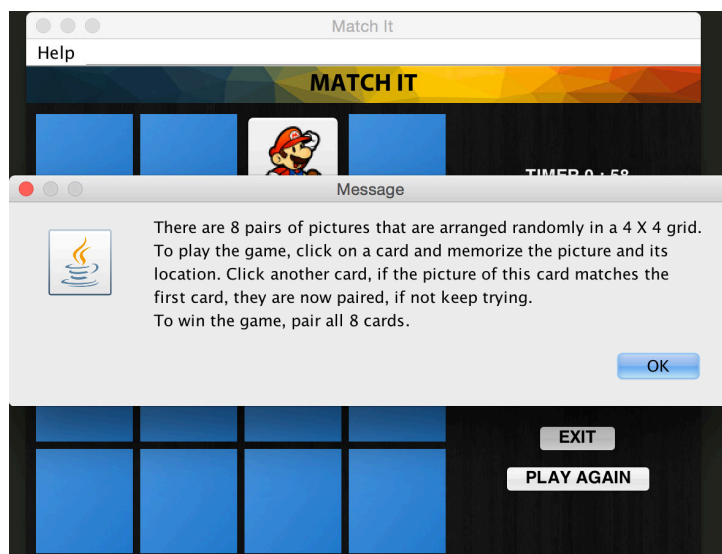 Match It
Help
MATCH IT
TIMER 0 : 58
Message
There are 8 pairs of pictures that are arranged randomly in a 4 X 4 grid.
To play the game, click on a card and memorize the picture and its
location. Click another card, if the picture of this card matches the
first card, they are now paired, if not keep trying.
To win the game, pair all 8 cards.
OK
EXIT
PLAY AGAIN